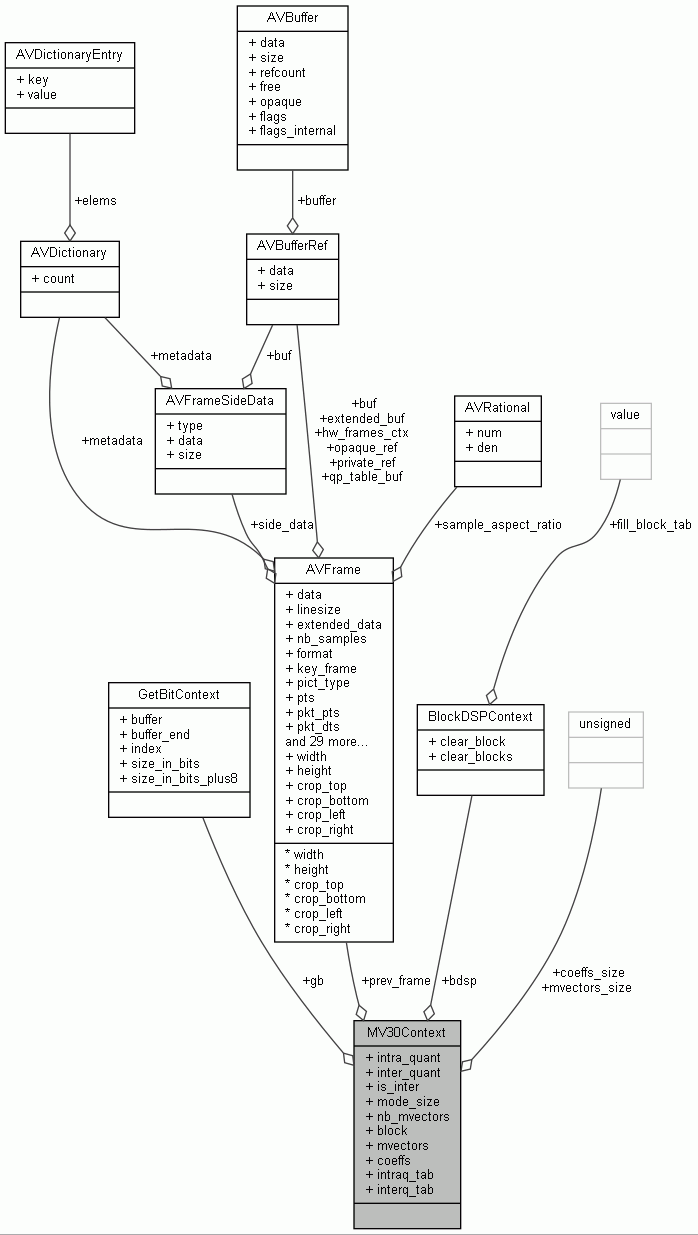 AVBuffer
+ data
+ size
+ refcount
+ free
+ opaque
+ flags
+ flags_internal
AVDictionaryEntry
+ key
+ value
+elems
+buffer
AVDictionary
+ count
AVBufferRef
+ data
+ size
+metadata
+buf
AVFrameSideData
+ type
+ data
+ size
+metadata
+buf
+extended_buf
+hw_frames_ctx
+opaque_ref
+private_ref
+qp_table_buf
AVRational
+ num
+ den
value
+side_data
+sample_aspect_ratio
+fill_block_tab
AVFrame
+ data
+ linesize
+ extended_data
+ nb_samples
+ format
+ key_frame
+ pict_type
+ pts
+ pkt_pts
+ pkt_dts
and 29 more...
+ width
+ height
+ crop_top
+ crop_bottom
+ crop_left
+ crop_right
* width
* height
* crop_top
* crop_bottom
* crop_left
* crop_right
GetBitContext
+ buffer
+ buffer_end
+ index
+ size_in_bits
+ size_in_bits_plus8
BlockDSPContext
+ clear_block
+ clear_blocks
unsigned
+gb
+prev_frame
+bdsp
+coeffs_size
+mvectors_size
MV30Context
+ intra_quant
+ inter_quant
+ is_inter
+ mode_size
+ nb_mvectors
+ block
+ mvectors
+ coeffs
+ intraq_tab
+ interq_tab